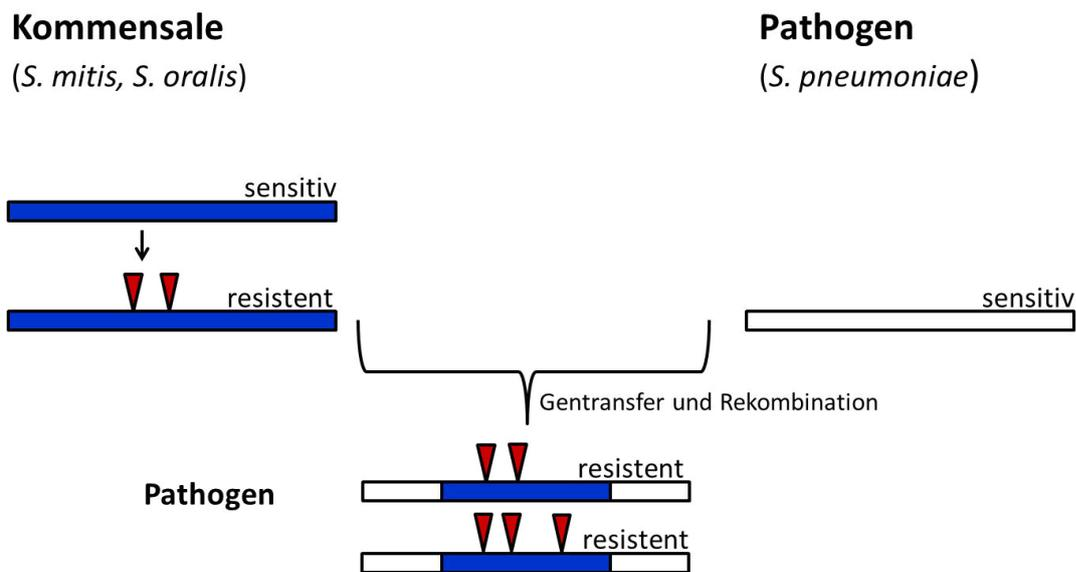 Kommensale
(S. mitis, S. oralis)
Pathogen
(S. pneumoniae)
sensitiv
resistent
sensitiv
Gentransfer und Rekombination
resistent
Pathogen
resistent